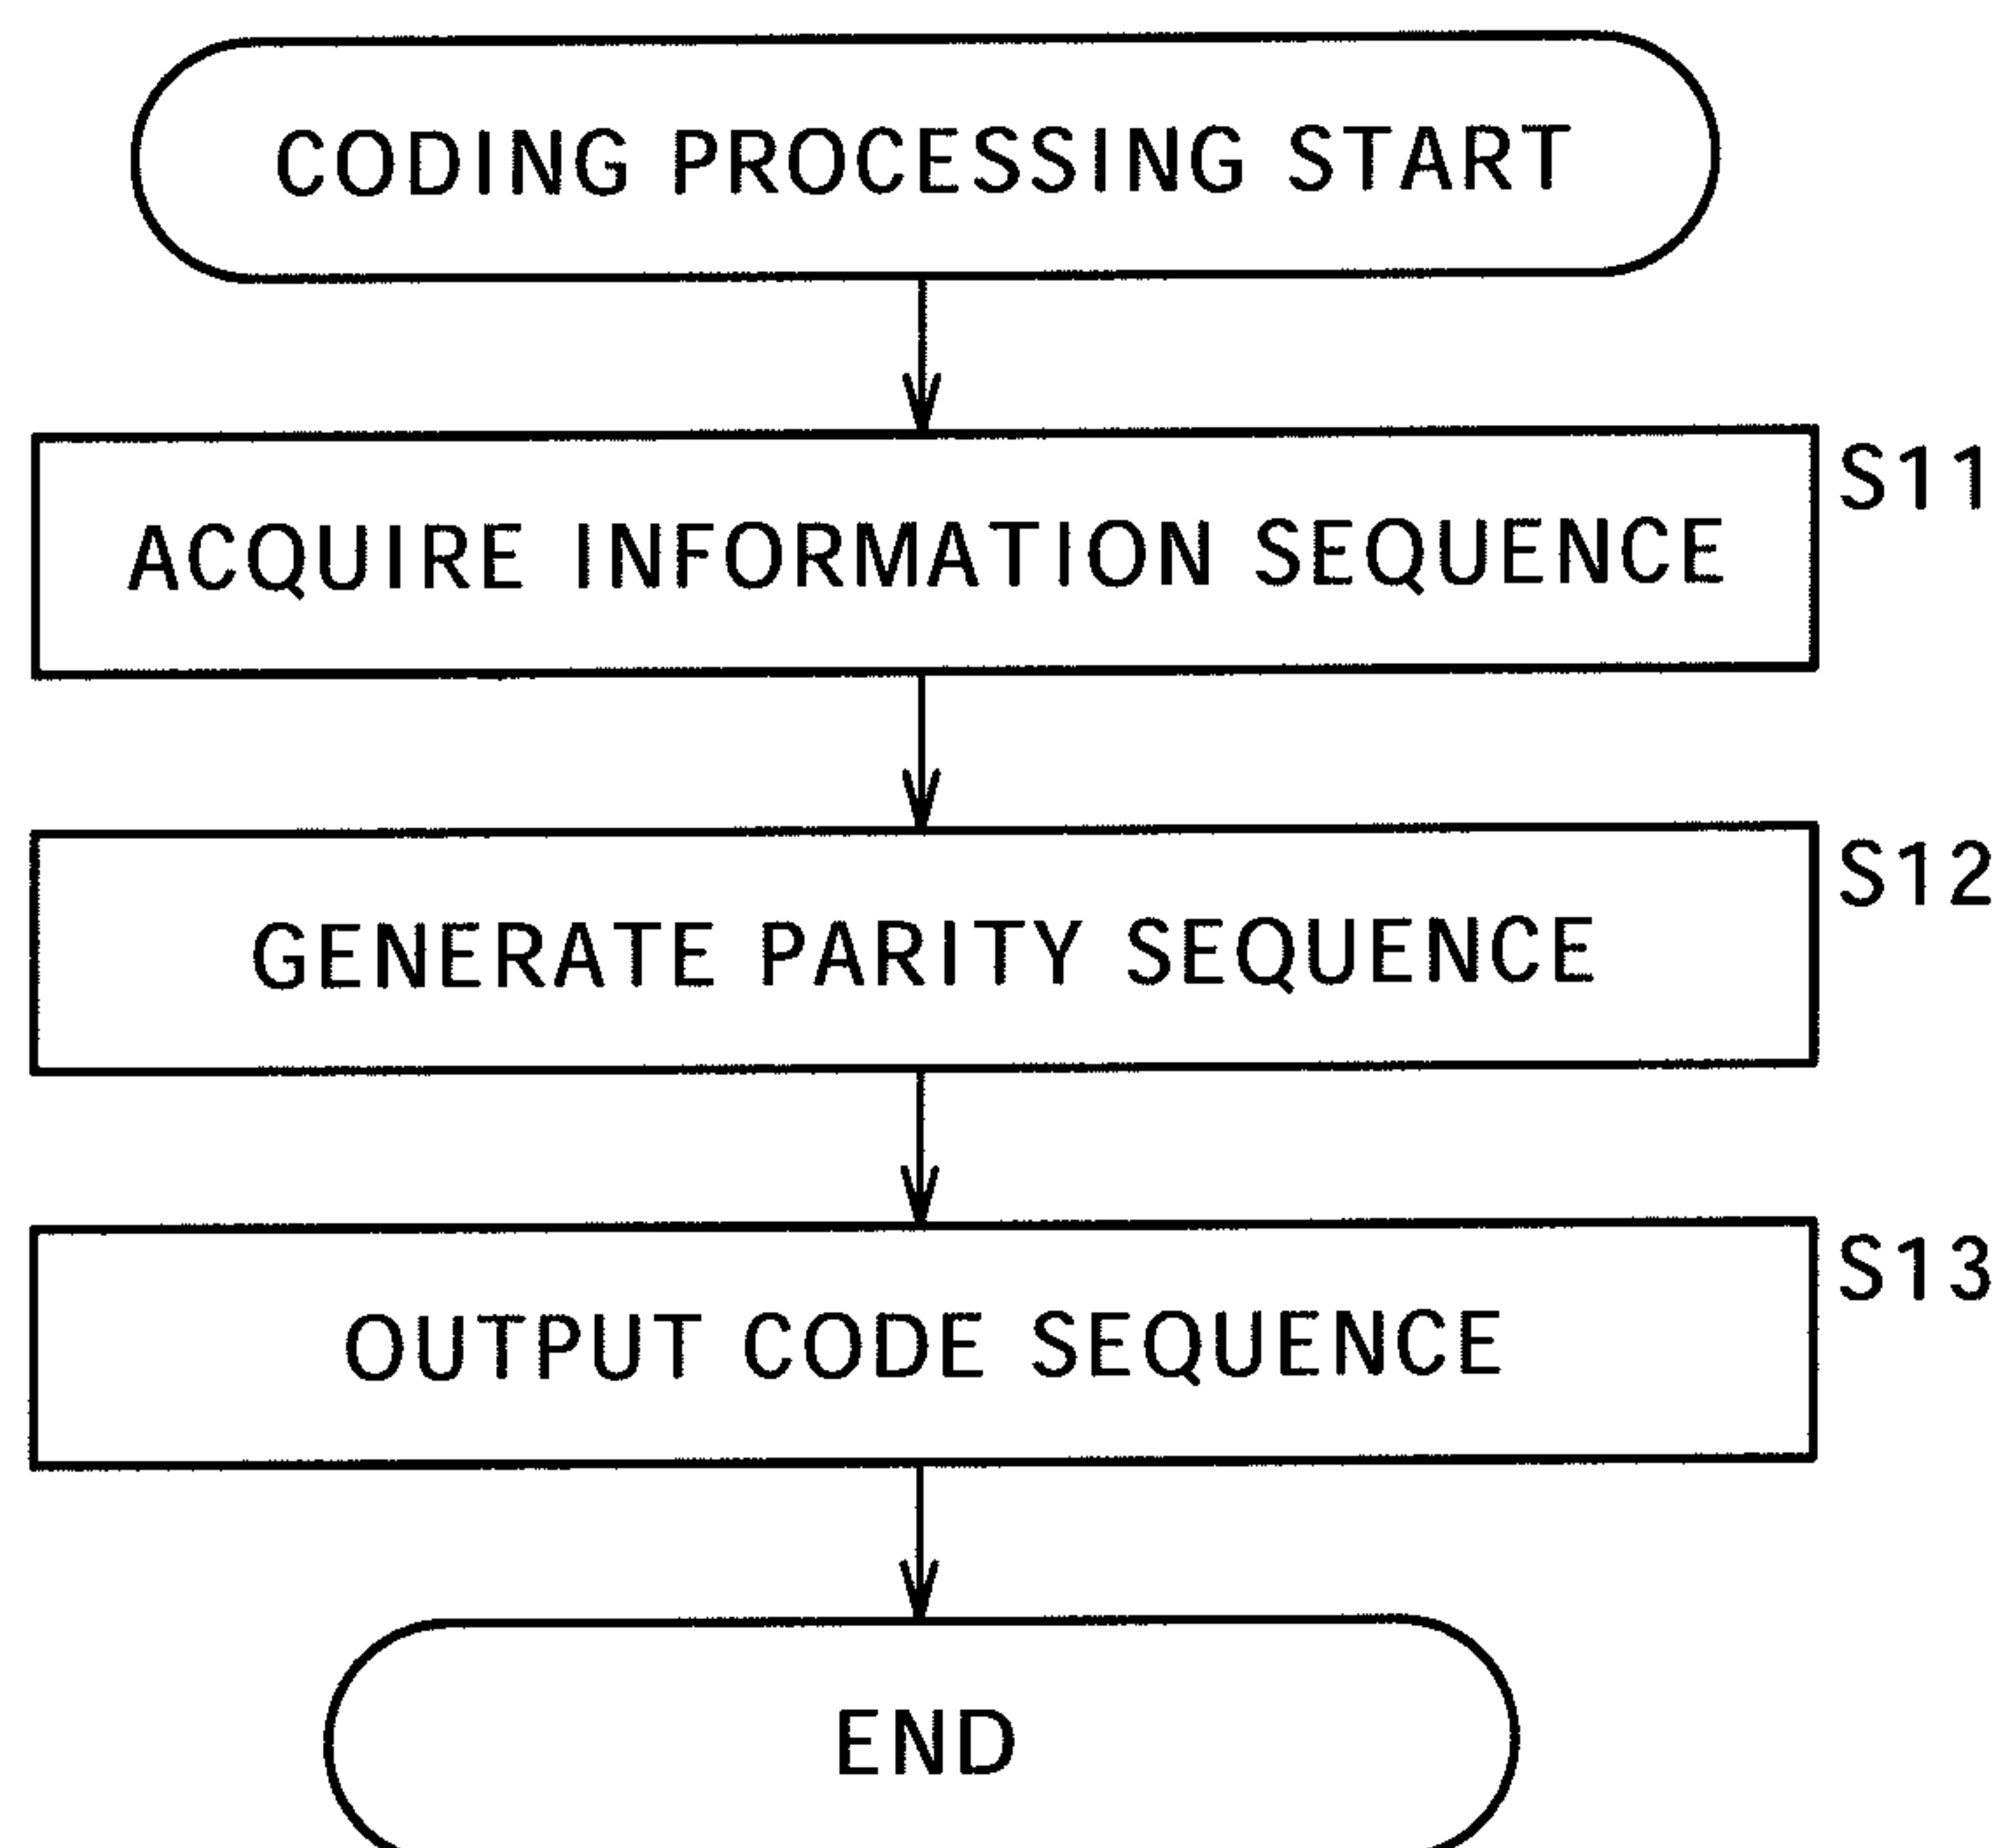 CODING PROCESSING START
S11
ACQUIRE INFORMATION SEQUENCE
S12
GENERATE PARITY SEQUENCE
S13
OUTPUT CODE SEQUENCE
END